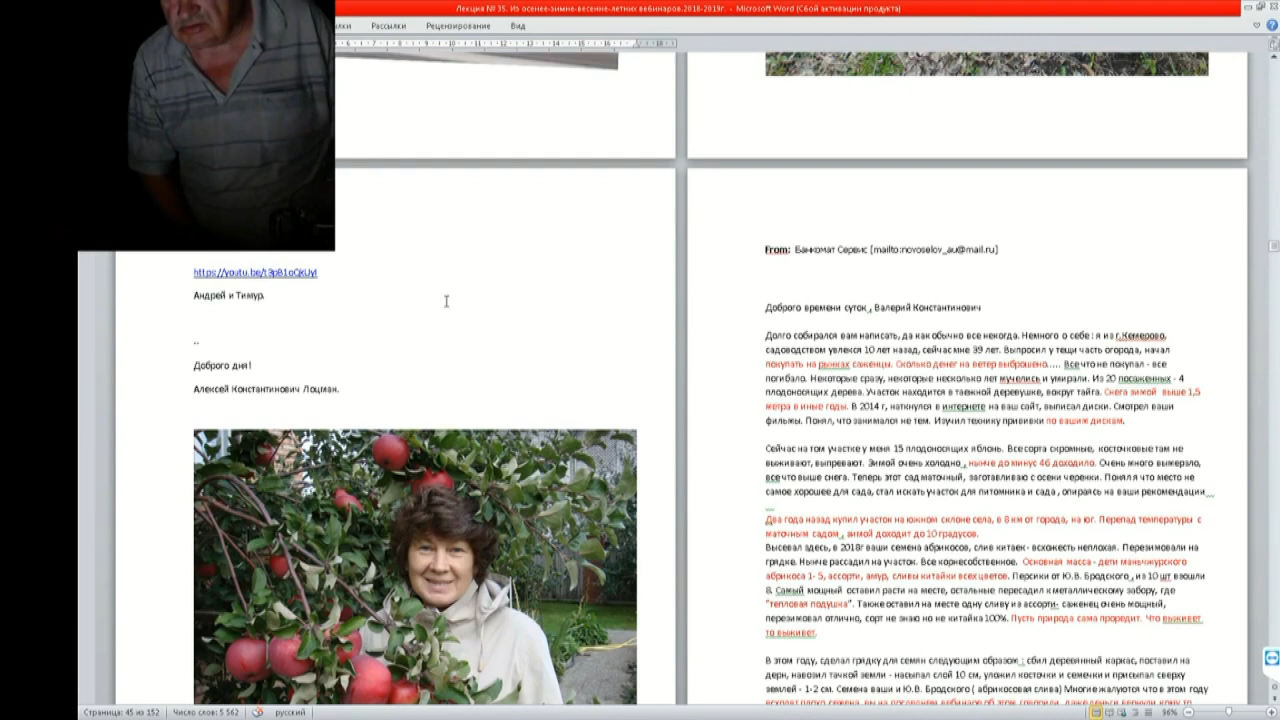 Лекция № 35. Из осенее-зимне-весенне-летних вебинаров.2018-2019г. - Microsoft Word (Сбой активации продукта)
Рассылки Рецензирование Вид
https://youtu.be/t3p81oQkUyI
Андрей и Тимур.
--
Доброго дня!
Алексей Константинович Лоцман.
From: Банкомат Сервис [mailto:novoselov_au@mail.ru]
Доброго времени суток , Валерий Константинович
Долго собирался вам написать, да как обычно все некогда. Немного о себе : я из г.Кемерово,
садоводством увлекся 10 лет назад, сейчас мне 39 лет. Выпросил у тещи часть огорода, начал
покупать на рынках саженцы. Сколько денег на ветер выброшено..... Все что не покупал - все
погибало. Некоторые сразу, некоторые несколько лет мучелись и умирали. Из 20 посаженных - 4
плодоносящих дерева. Участок находится в таежной деревушке, вокруг тайга. Снега зимой выше 1,5
метра в иные годы. В 2014 г, наткнулся в интернете на ваш сайт, выписал диски. Смотрел ваши
фильмы. Понял, что занимался не тем. Изучил технику прививки по вашим дискам.
Сейчас на том участке у меня 15 плодоносящих яблонь. Все сорта скромные, косточковые там не
выживают, выпревают. Зимой очень холодно , нынче до минус 46 доходило. Очень много вымерзло,
все что выше снега. Теперь этот сад маточный, заготавливаю с осени черенки. Понял я что место не
самое хорошее для сада, стал искать участок для питомника и сада , опираясь на ваши рекомендации
Два года назад купил участок на южном склоне села, в 8 км от города, на юг. Перепад температуры с
маточным садом , зимой доходит до 10 градусов.
Высевал здесь, в 2018г ваши семена абрикосов, слив китаек- всхожесть неплохая. Перезимовали на
грядке. Нынче рассадил на участок. Все корнесобственное. Основная масса - дети маньчжурского
абрикоса 1- 5, ассорти, амур, сливы китайки всех цветов. Персики от Ю.В. Бродского , из 10 шт взошли
8. Самый мощный оставил расти на месте, остальные пересадил к металлическому забору, где
"тепловая подушка". Также оставил на месте одну сливу из ассорти- саженец очень мощный,
перезимовал отлично, сорт не знаю но не китайка 100%. Пусть природа сама проредит. Что выживет
то выживет.
В этом году, сделал грядку для семян следующим образом : сбил деревянный каркас, поставил на
дерн, навозил тачкой земли - насыпал слой 10 см, уложил косточки и семечки и присыпал сверху
землей - 1-2 см. Семена ваши и Ю.В. Бродского ( абрикосовая слива) Многие жалуются что в этом году
Страница: 45 из 152 Число слов: 5 562 русский 96%